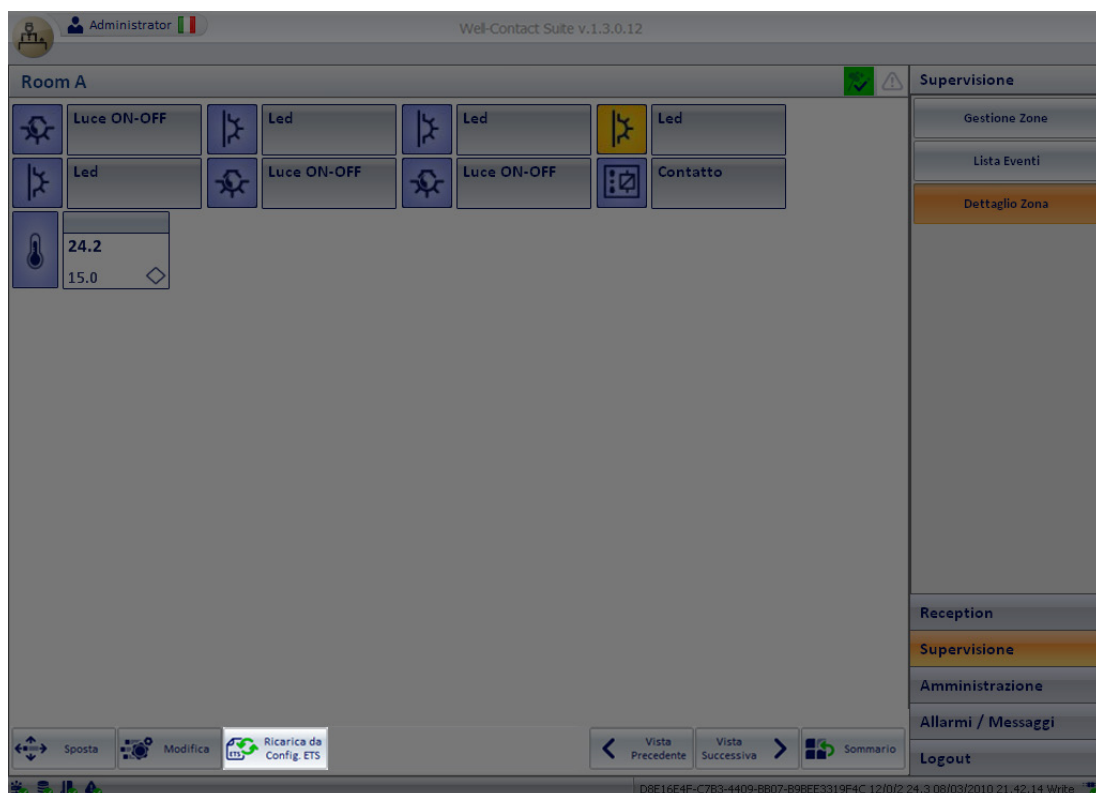 Administrator
Well-Contact Suite v.1.3.0.12
Room A
Supervisione
Luce ON-OFF
Led
Led
Led
Gestione Zone
Lista Eventi
Led
Luce ON-OFF
Luce ON-OFF
Contatto
Dettaglio Zona
24.2
15.0
Reception
Supervisione
Amministrazione
Allarmi / Messaggi
Logout
Sposta
Modifica
ETS
Ricarica da
Config. ETS
Vista
Precedente
Vista
Successiva
Sommario
D8E16E4F-C7B3-4409-BB07-B9BEE3319F4C 12/0/2 24.3 08/03/2010 21.42.14 Write